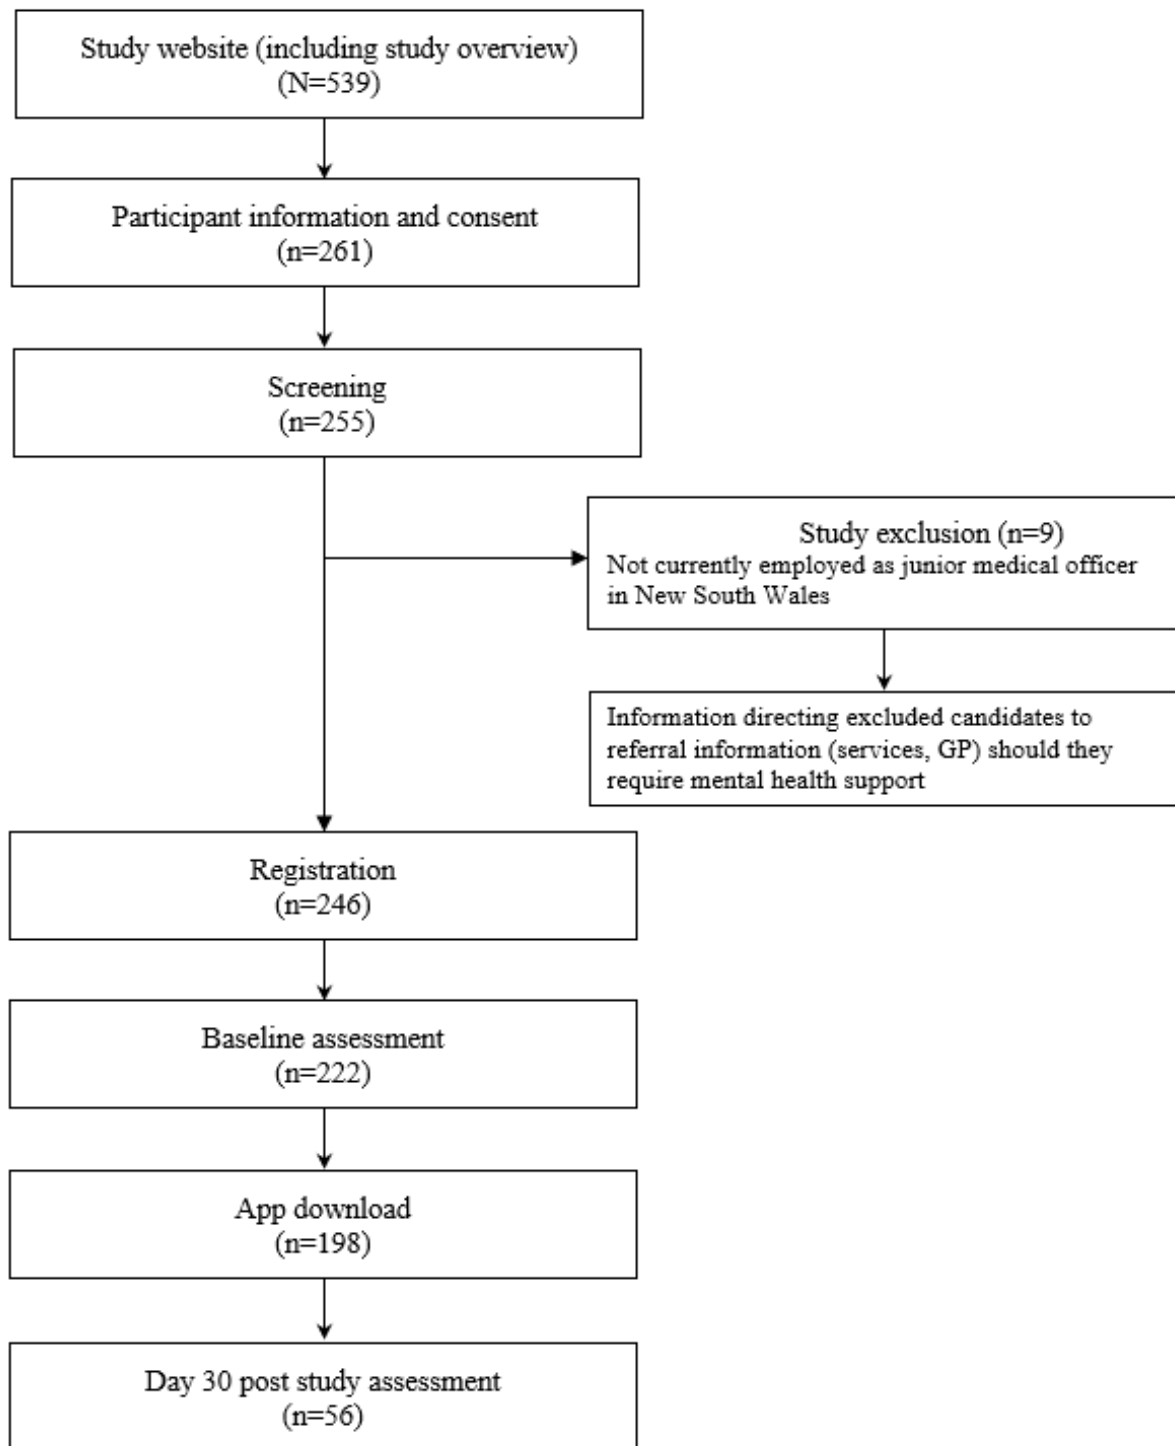 Study website (including study overview)
(N=539)
Participant information and consent
(n=261)
Screening
(n=255)
Study exclusion (n=9)
Not currently employed as junior medical officer
in New South Wales
Information directing excluded candidates to
referral information (services, GP) should they
require mental health support
Registration
(n=246)
Baseline assessment
(n=222)
App download
(n=198)
Day 30 post study assessment
(n=56)